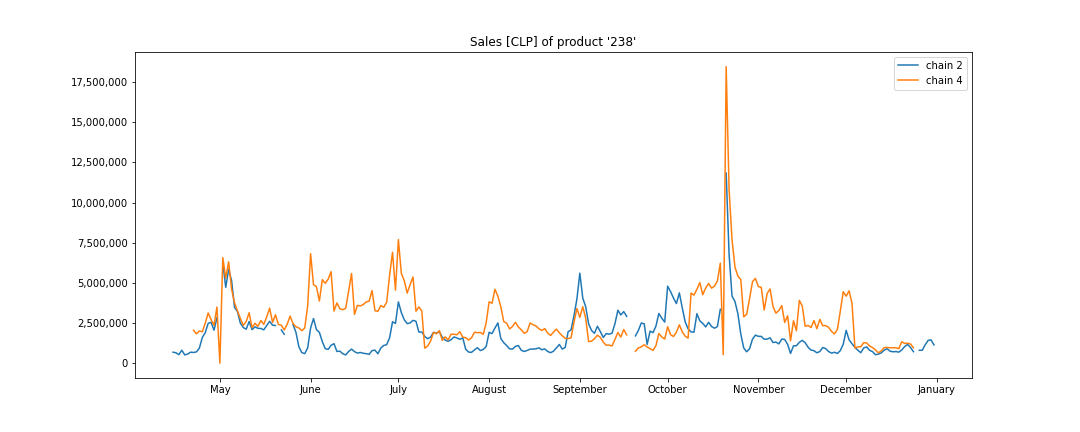 Sales [CLP] of product '238'
chain 2
chain 4
17,500,000
15,000,000
12,500,000
10,000,000
7,500,000
5,000,000
2,500,000
0
May June July August September October November December January